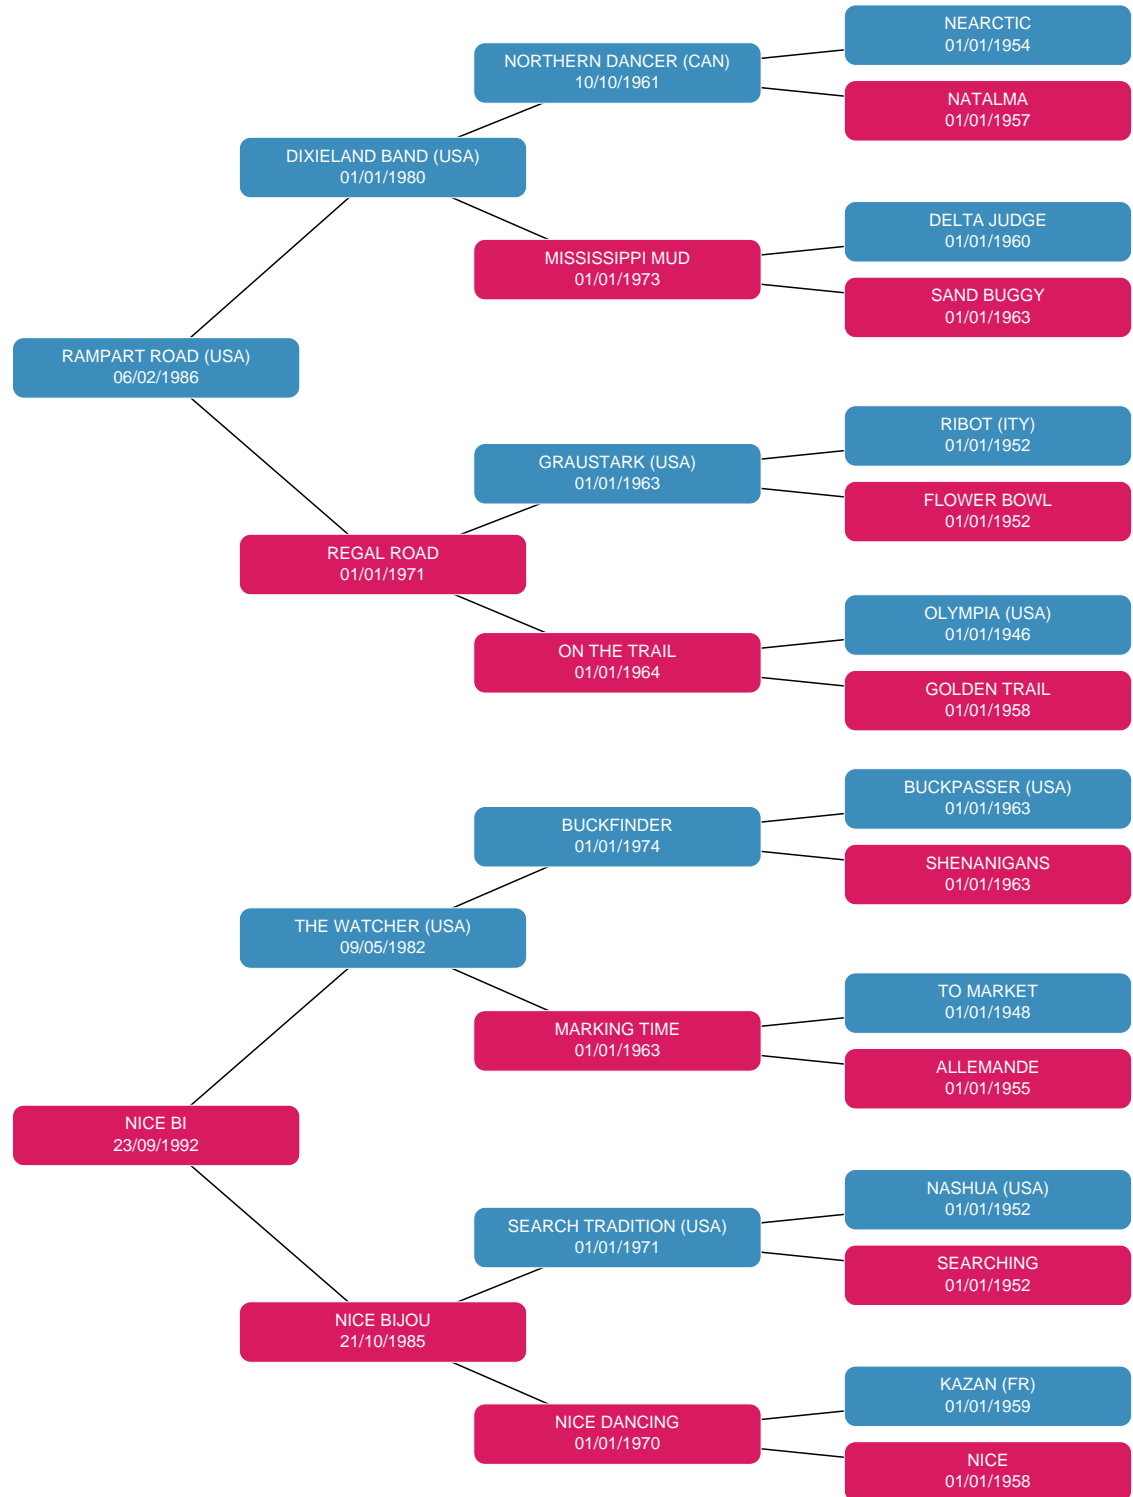 NEARCTIC
01/01/1954
NORTHERN DANCER (CAN)
10/10/1961
NATALMA
01/01/1957
DIXIELAND BAND (USA)
01/01/1980
DELTA JUDGE
01/01/1960
MISSISSIPPI MUD
01/01/1973
SAND BUGGY
01/01/1963
RAMPART ROAD (USA)
06/02/1986
RIBOT (ITY)
01/01/1952
GRAUSTARK (USA)
01/01/1963
FLOWER BOWL
01/01/1952
REGAL ROAD
01/01/1971
OLYMPIA (USA)
01/01/1946
ON THE TRAIL
01/01/1964
GOLDEN TRAIL
01/01/1958
BUCKPASSER (USA)
01/01/1963
BUCKFINDER
01/01/1974
SHENANIGANS
01/01/1963
THE WATCHER (USA)
09/05/1982
TO MARKET
01/01/1948
MARKING TIME
01/01/1963
ALLEMANDE
01/01/1955
NICE BI
23/09/1992
NASHUA (USA)
01/01/1952
SEARCH TRADITION (USA)
01/01/1971
SEARCHING
01/01/1952
NICE BIJOU
21/10/1985
KAZAN (FR)
01/01/1959
NICE DANCING
01/01/1970
NICE
01/01/1958